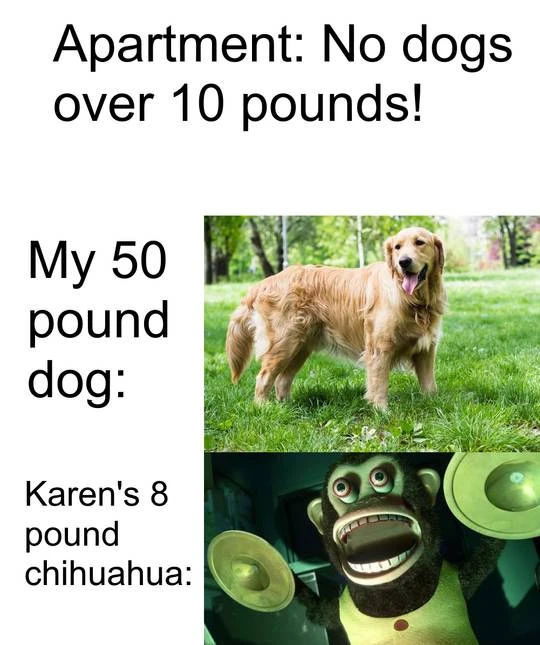 Apartment: No dogs
over 10 pounds!
My 50
pound
dog:
Karen's 8
pound
chihuahua: